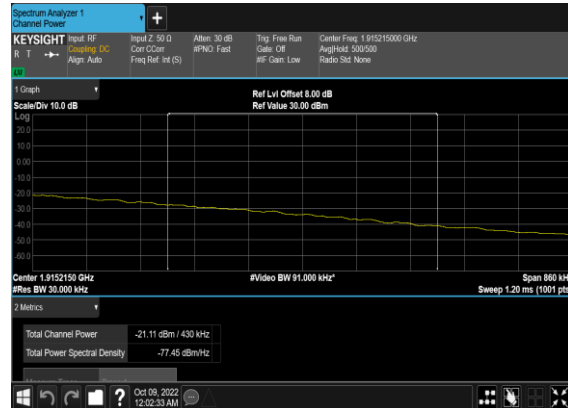 Spectrum Analyzer 1
Channel Power
+
KEYSIGHT Input: RF Input Z: 50 Ω Atten: 30 dB Trig: Free Run Center Freq: 1.915215000 GHz
R T Coupling: DC Corr CCorr #PNO: Fast Gate: Off Avg|Hold: 500/500
Align: Auto Freq Ref: Int (S) #IF Gain: Low Radio Std: None
1 Graph
Ref Lvl Offset 8.00 dB
Scale/Div 10.0 dB Ref Value 30.00 dBm
Log
20.0
10.0
0.00
-10.0
-20.0
-30.0
-40.0
-50.0
-60.0
Center 1.9152150 GHz #Video BW 91.000 kHz* Span 860 kH
#Res BW 30.000 kHz Sweep 1.20 ms (1001 pts
2 Metrics
Total Channel Power -21.11 dBm / 430 kHz
Total Power Spectral Density -77.45 dBm/Hz
? Oct 09, 2022
12:02:33 AM